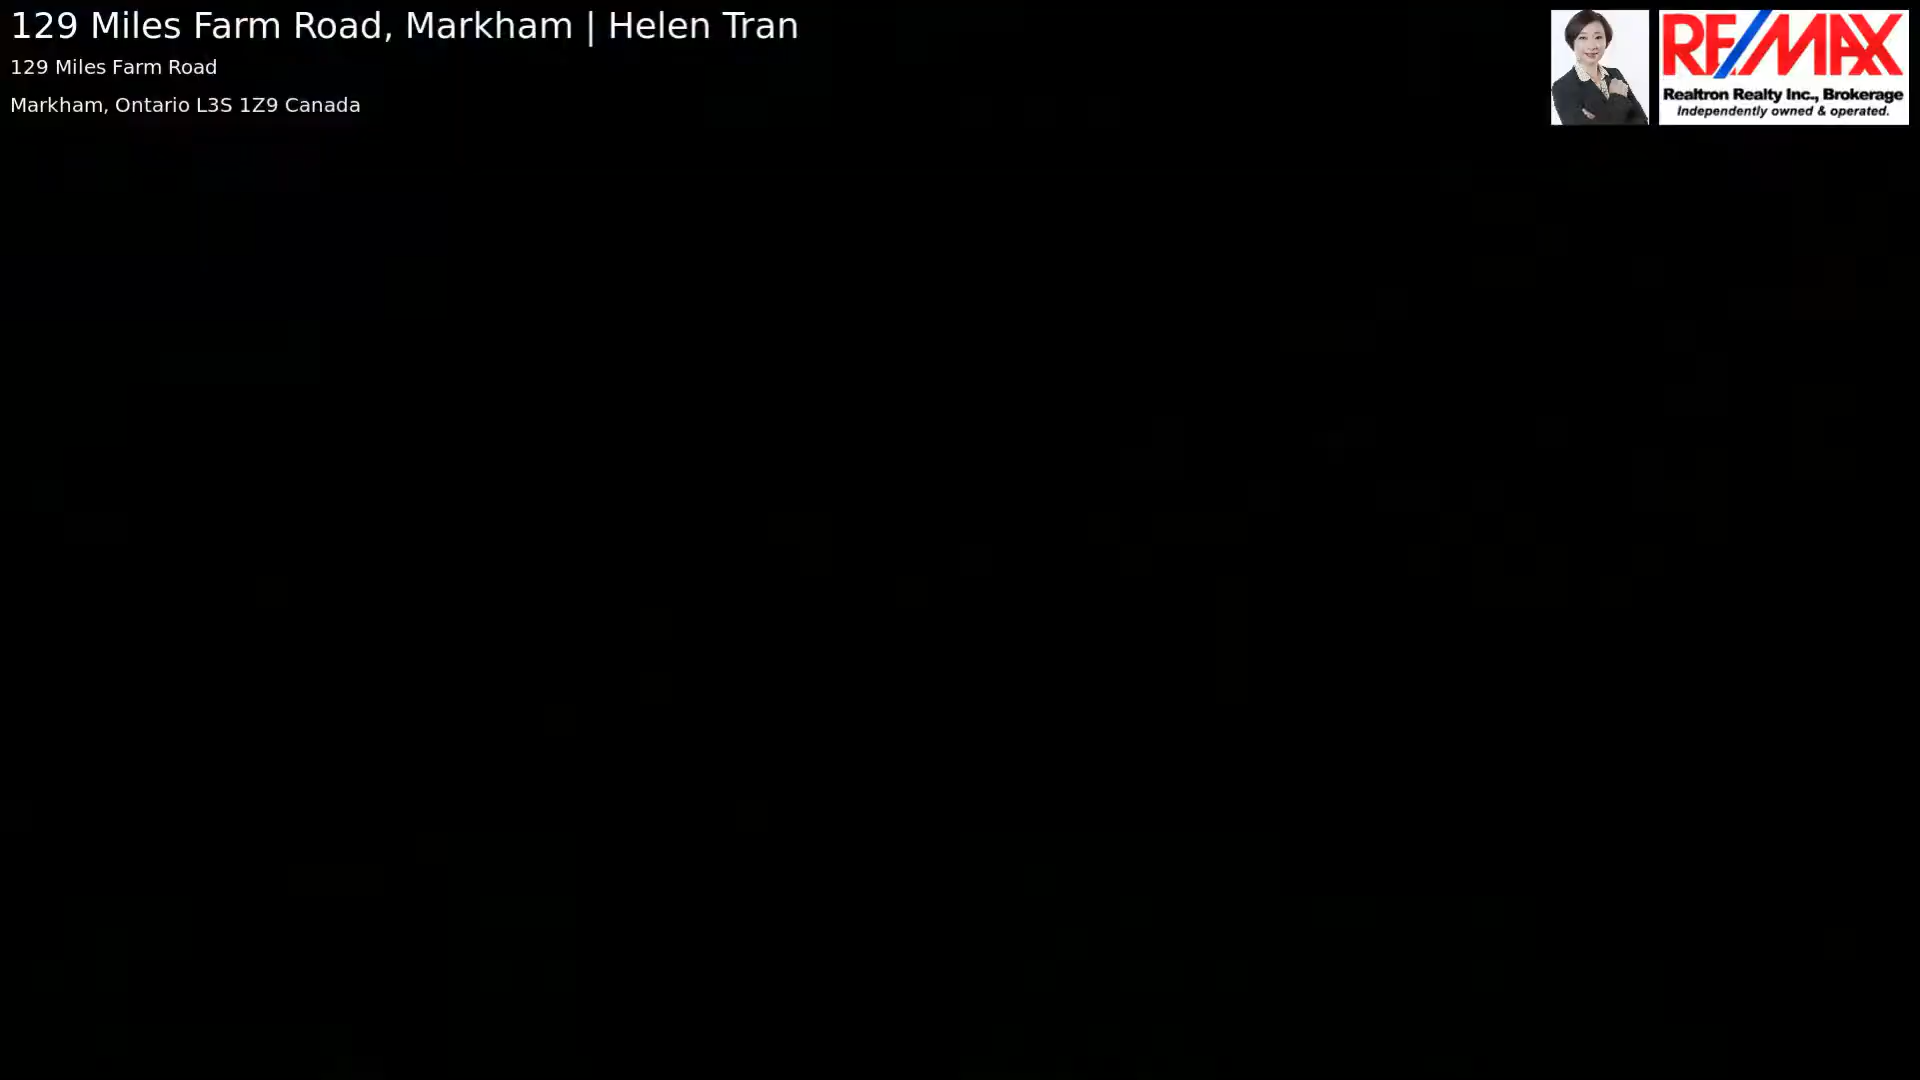 129 Miles Farm Road, Markham | Helen Tran
129 Miles Farm Road
Markham, Ontario L3S 1Z9 Canada
RE/MAX
Realtron Realty Inc., Brokerage
Independently owned & operated.